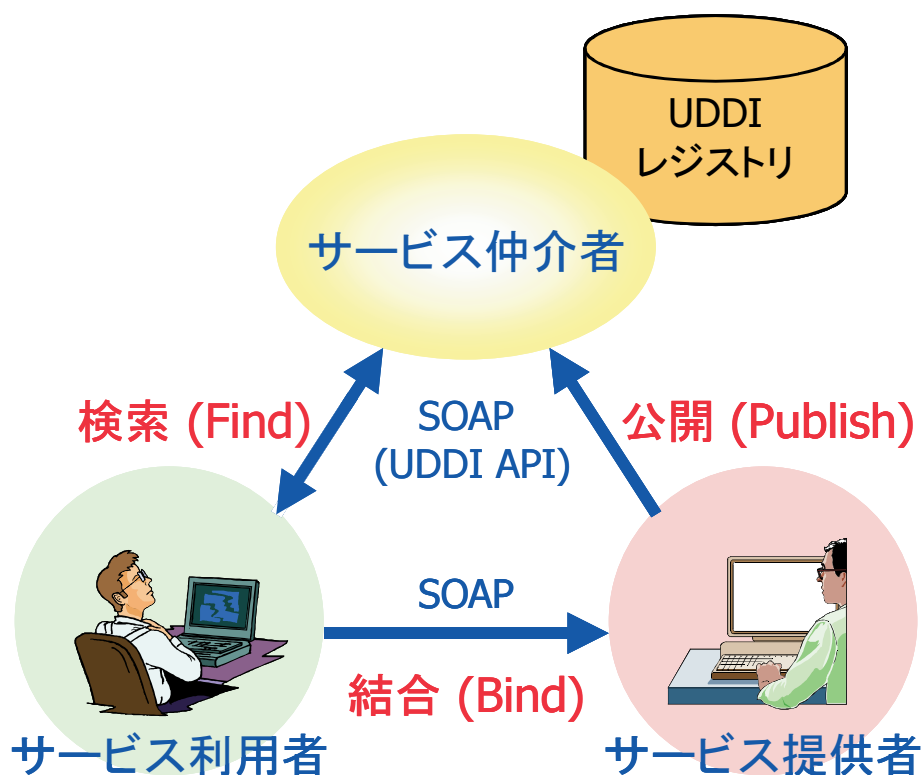 UDDI
レジストリ
サービス仲介者
検索 (Find)
SOAP
(UDDI API)
公開 (Publish)
SOAP
結合 (Bind)
サービス利用者
サービス提供者